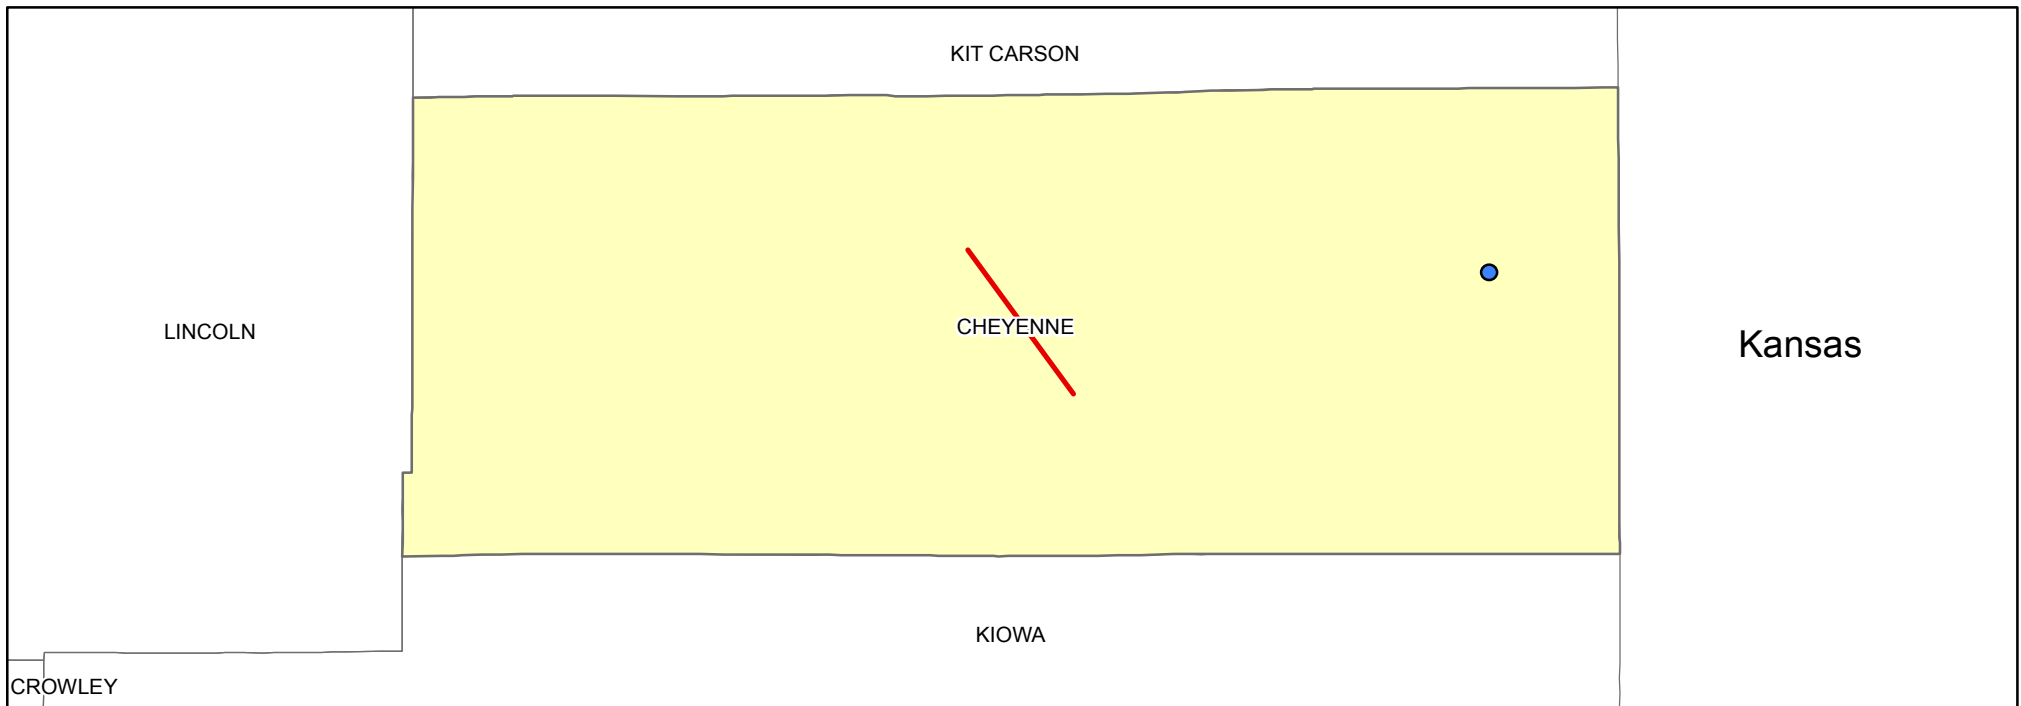 KIT CARSON
LINCOLN
CHEYENNE
Kansas
KIOWA
CROWLEY